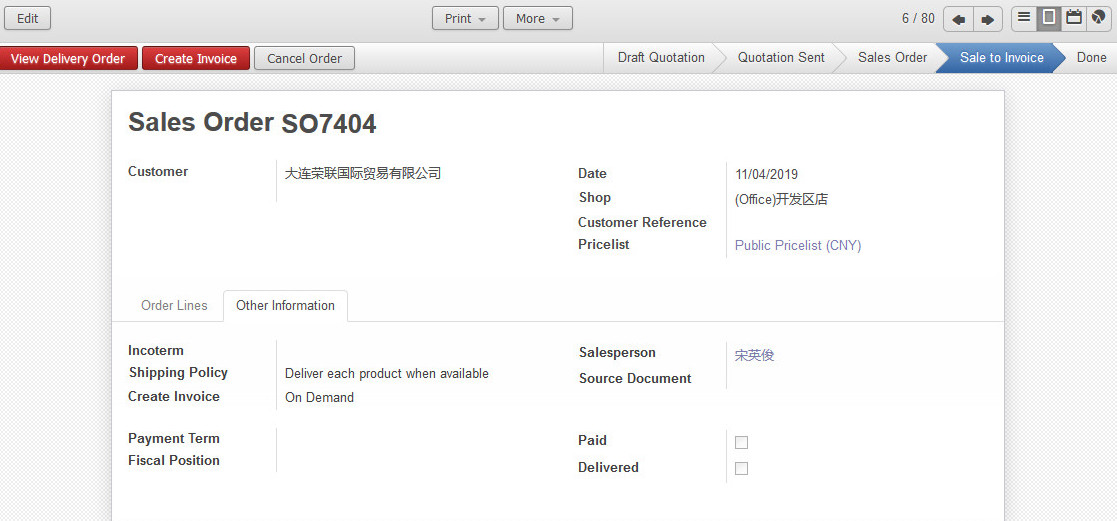 Edit Print More 6 / 80
View Delivery Order Create Invoice Cancel Order Draft Quotation Quotation Sent Sales Order Sale to Invoice Done
Sales Order SO7404
Customer 大连荣联国际贸易有限公司
Date 11/04/2019
Shop (Office)开发区店
Customer Reference
Pricelist Public Pricelist (CNY)
Order Lines Other Information
Incoterm
Shipping Policy Deliver each product when available
Create Invoice On Demand
Salesperson 宋英俊
Source Document
Payment Term
Fiscal Position
Paid
Delivered